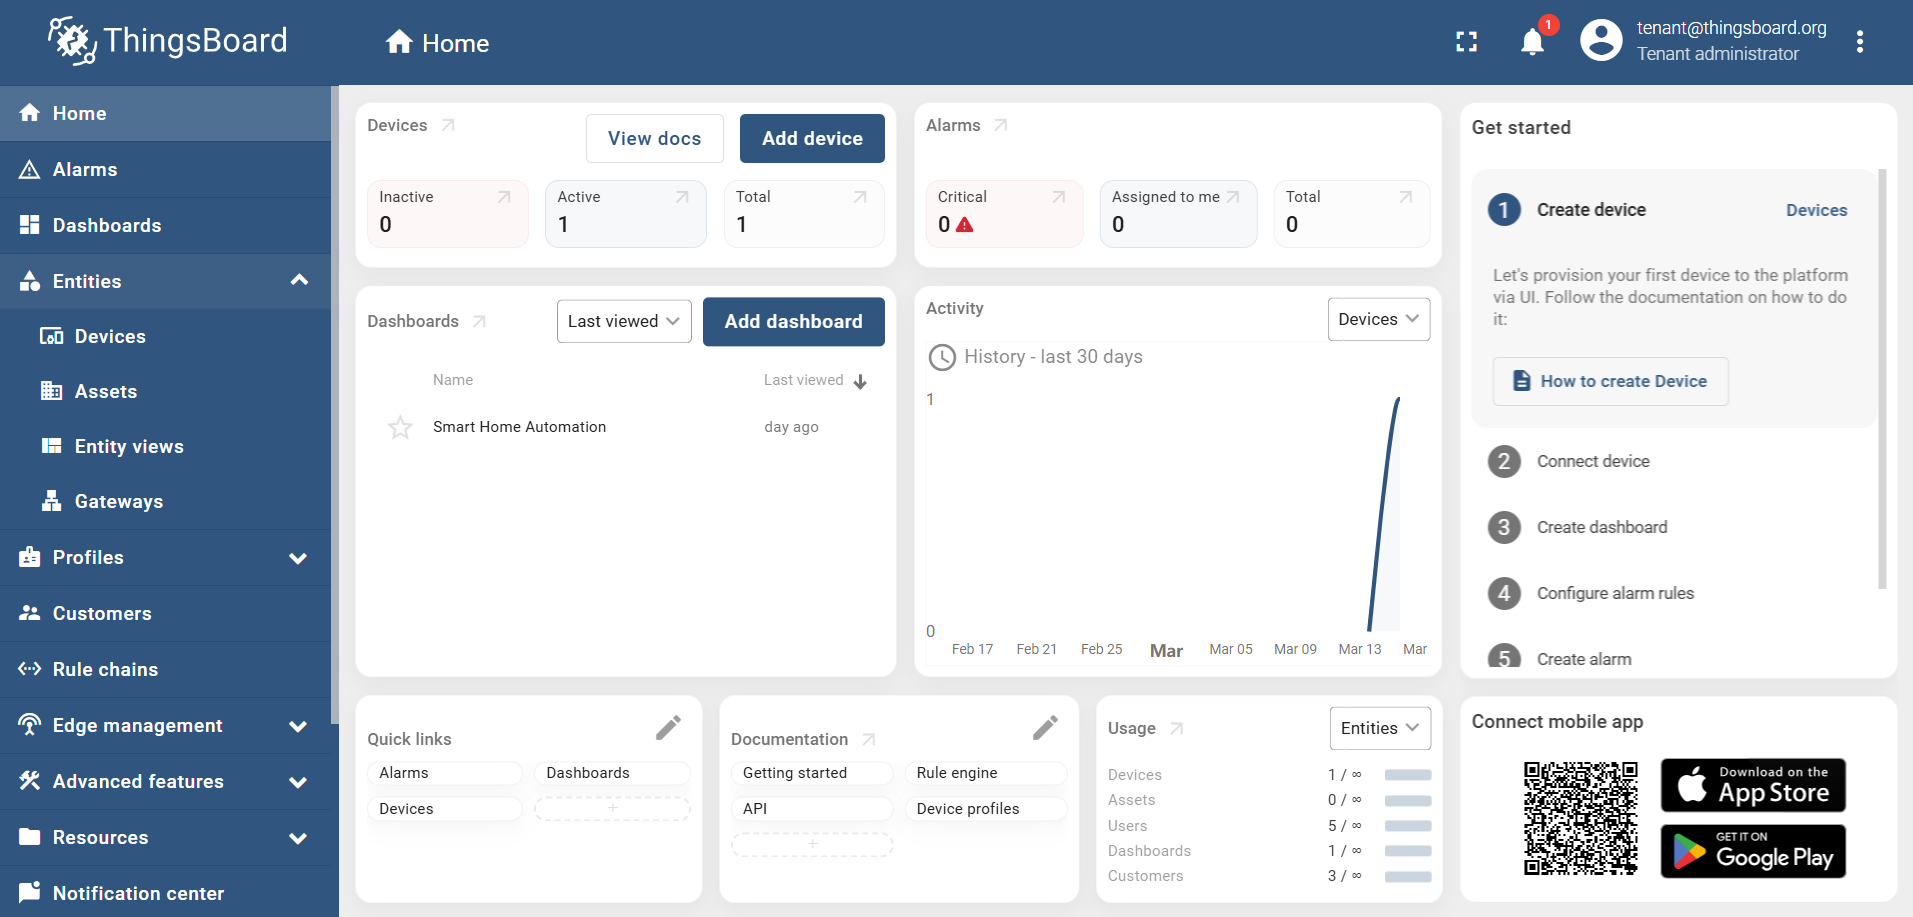 ThingsBoard
Home
1
tenant@thingsboard.org
Tenant administrator
Home
Alarms
Dashboards
Entities
Devices
Assets
Entity views
Gateways
Profiles
Customers
Rule chains
Edge management
Advanced features
Resources
Notification center
Devices
View docs
Add device
Inactive
0
Active
1
Total
1
Alarms
Critical
0
Assigned to me
0
Total
0
Dashboards
Last viewed
Add dashboard
Name
Last viewed
Smart Home Automation
day ago
Activity
Devices
History - last 30 days
1
0
Feb 17
Feb 21
Feb 25
Mar
Mar 05
Mar 09
Mar 13
Mar
Get started
1
Create device
Devices
Let's provision your first device to the platform
via UI. Follow the documentation on how to do
it:
How to create Device
2
Connect device
3
Create dashboard
4
Configure alarm rules
5
Create alarm
Quick links
Alarms
Dashboards
Devices
+
Documentation
Getting started
Rule engine
API
Device profiles
+
Usage
Entities
Devices 1 / ∞
Assets 0 / ∞
Users 5 / ∞
Dashboards 1 / ∞
Customers 3 / ∞
Connect mobile app
Download on the
App Store
GET IT ON
Google Play